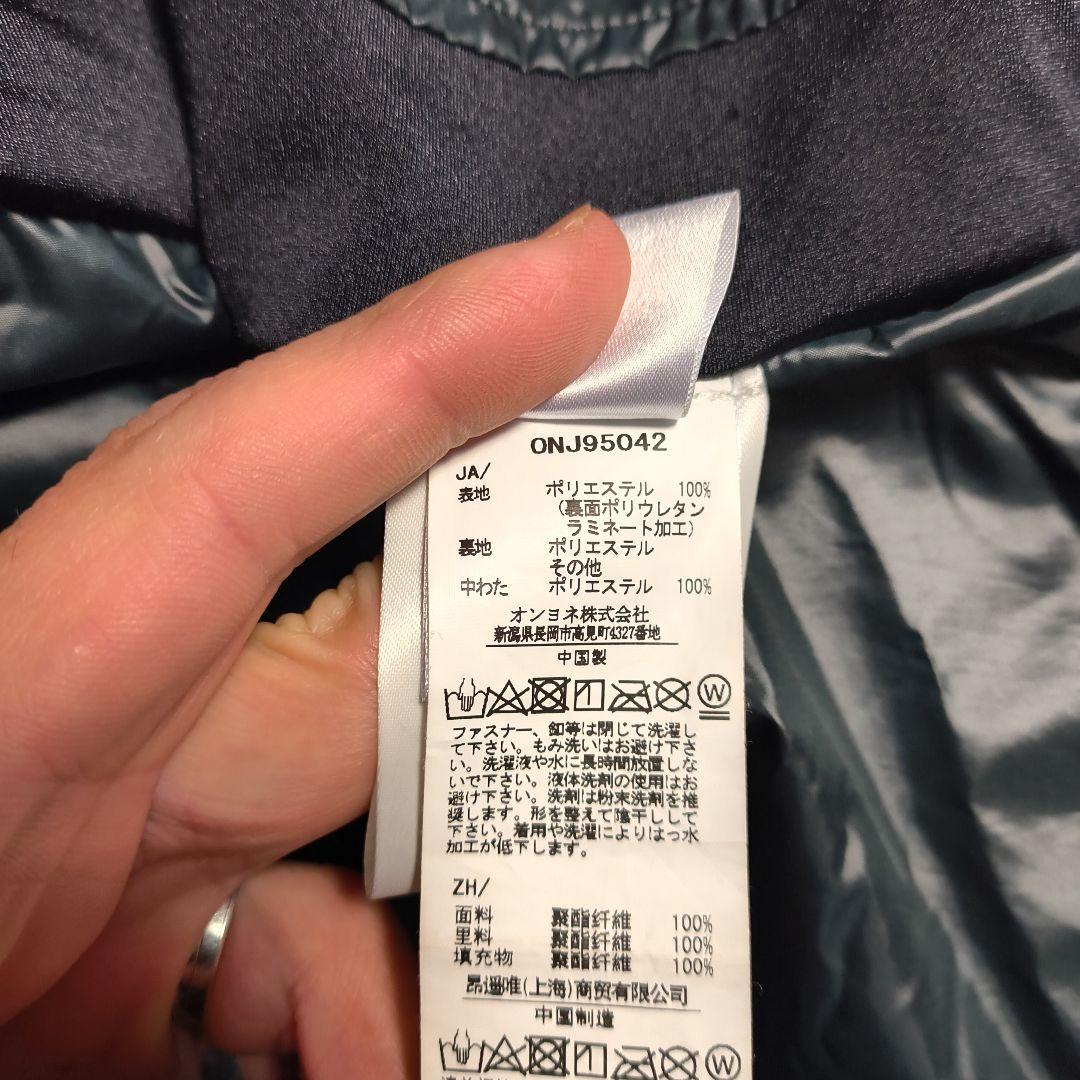 ONJ95042
JA/
表地 ポリエステル 100%
(裏面ポリウレタン
ラミネート加工)
裏地 ポリエステル
その他
中わた ポリエステル 100%
オンヨネ株式会社
新潟県長岡市高見町4327番地
中国製
W
ファスナー、釦等は閉じて洗濯し
て下さい。もみ洗いはお避け下さ
い。洗濯液や水に長時間放置しな
いで下さい。液体洗剤の使用はお
避け下さい。洗剤は粉末洗剤を推
奨します。形を整えて陰干しして
下さい。着用や洗濯によりはっ水
加工が低下します。
ZH/
面料 聚酯纤维 100%
里料 聚酯纤维 100%
填充物 聚酯纤维 100%
昂遥唯(上海)商贸有限公司
中国制造
W